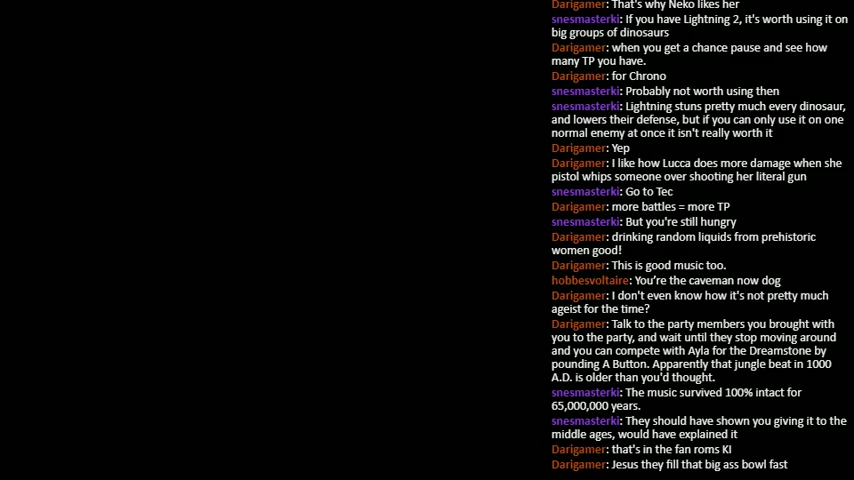 Darigamer: That's why Neko likes her
snesmasterki: If you have Lightning 2, it's worth using it on
big groups of dinosaurs
Darigamer: when you get a chance pause and see how
many TP you have.
Darigamer: for Chrono
snesmasterki: Probably not worth using then
snesmasterki: Lightning stuns pretty much every dinosaur,
and lowers their defense, but if you can only use it on one
normal enemy at once it isn't really worth it
Darigamer: Yep
Darigamer: I like how Lucca does more damage when she
pistol whips someone over shooting her literal gun
snesmasterki: Go to Tec
Darigamer: more battles = more TP
snesmasterki: But you're still hungry
Darigamer: drinking random liquids from prehistoric
women good!
Darigamer: This is good music too.
hobbesvoltaire: You’re the caveman now dog
Darigamer: I don't even know how it's not pretty much
ageist for the time?
Darigamer: Talk to the party members you brought with
you to the party, and wait until they stop moving around
and you can compete with Ayla for the Dreamstone by
pounding A Button. Apparently that jungle beat in 1000
A.D. is older than you'd thought.
snesmasterki: The music survived 100% intact for
65,000,000 years.
snesmasterki: They should have shown you giving it to the
middle ages, would have explained it
Darigamer: that's in the fan roms KI
Darigamer: Jesus they fill that big ass bowl fast